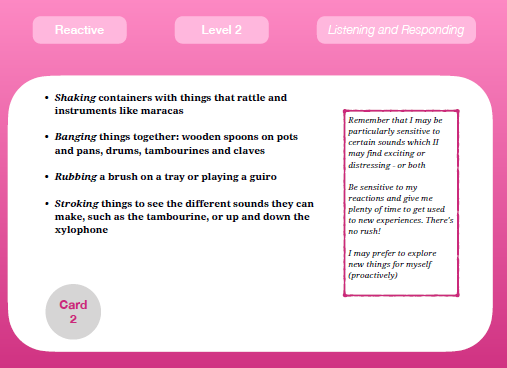 Reactive
Level 2
Listening and Responding
• Shaking containers with things that rattle and
instruments like maracas
• Banging things together: wooden spoons on pots
and pans, drums, tambourines and claves
• Rubbing a brush on a tray or playing a guiro
• Stroking things to see the different sounds they can
make, such as the tambourine, or up and down the
xylophone
Remember that I may be
particularly sensitive to
certain sounds which II
may find exciting or
distressing - or both
Be sensitive to my
reactions and give me
plenty of time to get used
to new experiences. There's
no rush!
I may prefer to explore
new things for myself
(proactively)
Card
2